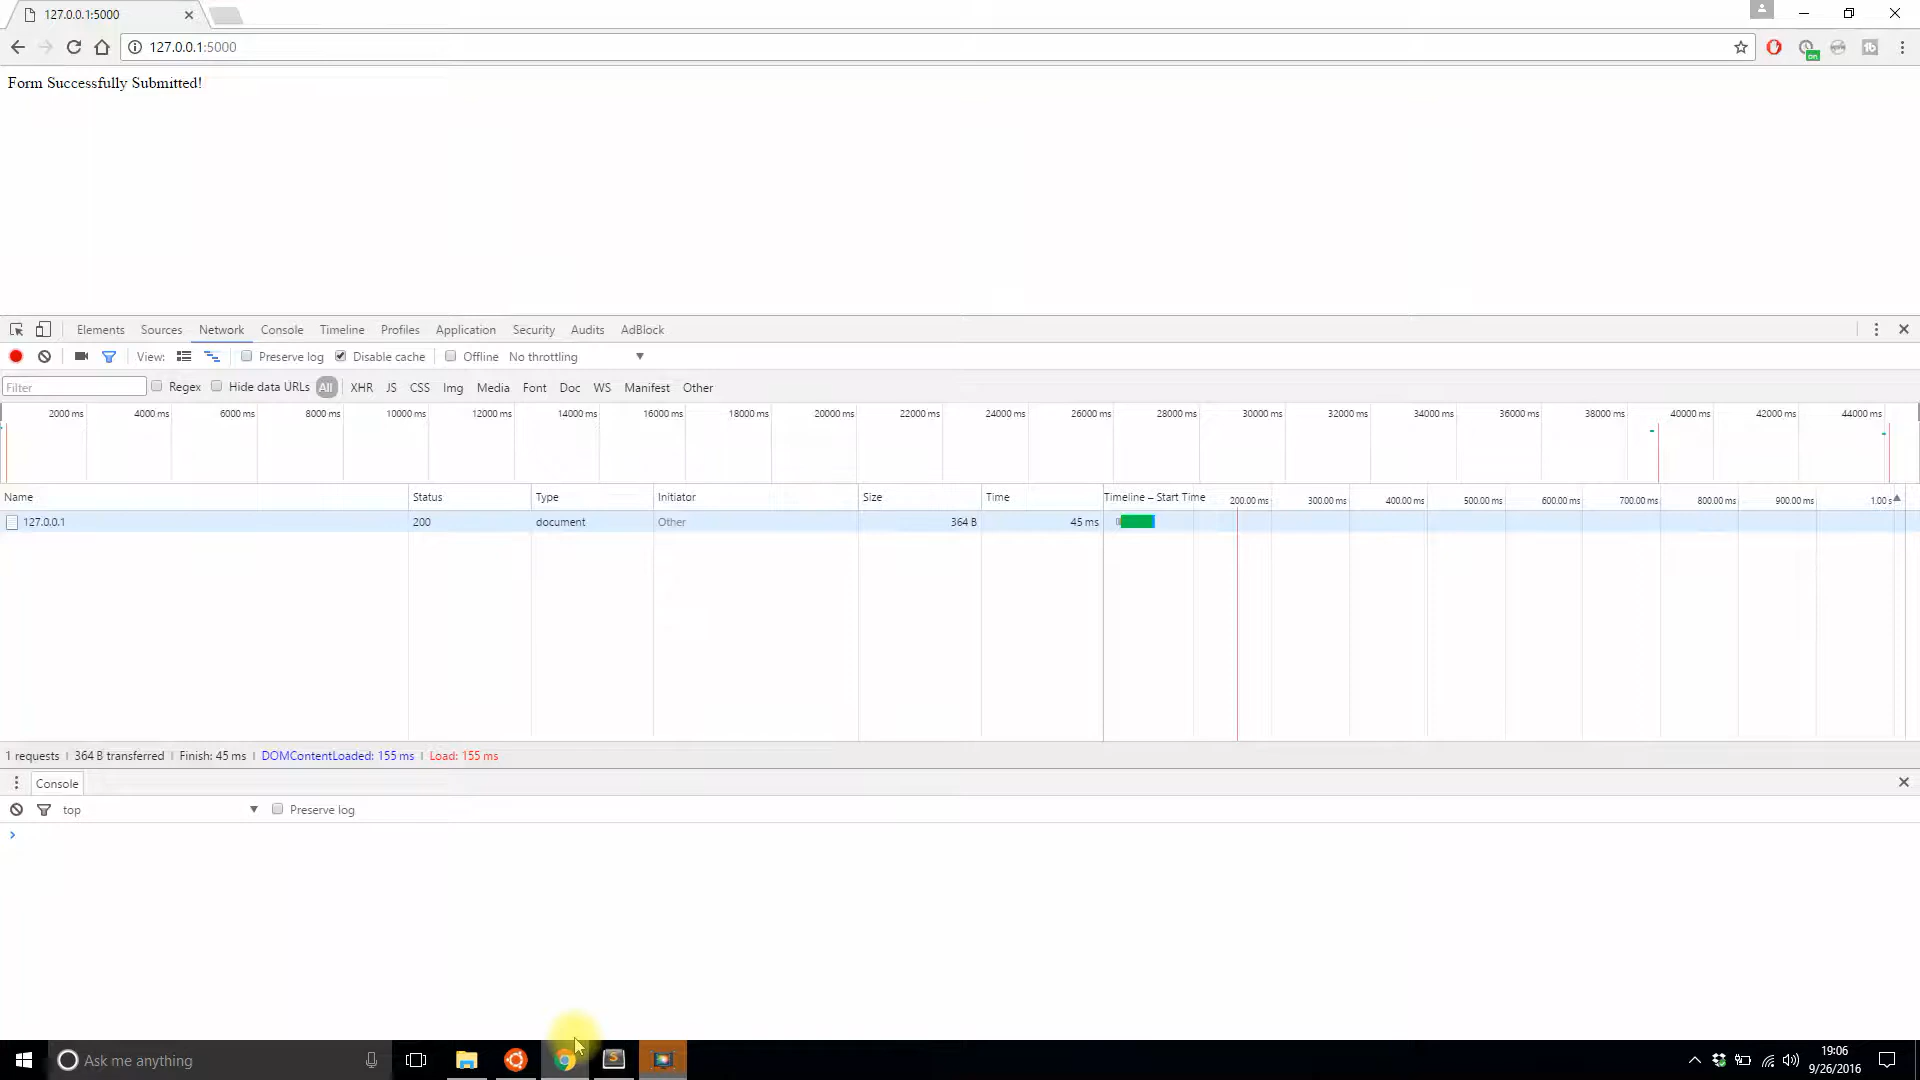 127.0.0.1:5000
127.0.0.1:5000
on
Form Successfully Submitted!
Elements Sources Network Console Timeline Profiles Application Security Audits AdBlock
View: Preserve log Disable cache Offline No throttling
Filter Regex Hide data URLs All XHR JS CSS Img Media Font Doc WS Manifest Other
2000 ms 4000 ms 6000 ms 8000 ms 10000 ms 12000 ms 14000 ms 16000 ms 18000 ms 20000 ms 22000 ms 24000 ms 26000 ms 28000 ms 30000 ms 32000 ms 34000 ms 36000 ms 38000 ms 40000 ms 42000 ms 44000 ms
Name Status Type Initiator Size Time Timeline – Start Time 200.00 ms 300.00 ms 400.00 ms 500.00 ms 600.00 ms 700.00 ms 800.00 ms 900.00 ms 1.00 s
127.0.0.1 200 document Other 364 B 45 ms
1 requests | 364 B transferred | Finish: 45 ms | DOMContentLoaded: 155 ms | Load: 155 ms
Console
top Preserve log
Ask me anything
19:06
9/26/2016